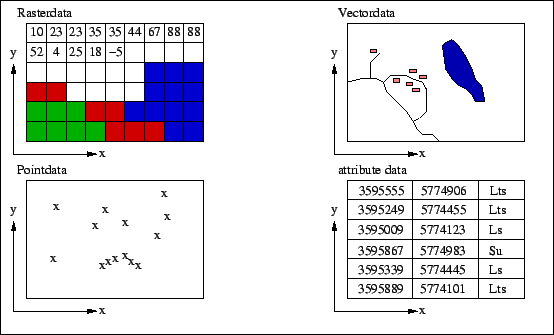 Rasterdata
10 23 23 35 35 44 67 88 88
52 4 25 18 -5
y
x
Vectordata
y
x
Pointdata
y
x x x x x x x x x x x x x x
x
attribute data
y
3595555 5774906 Lts
3595249 5774455 Lts
3595009 5774123 Ls
3595867 5774983 Su
3595339 5774445 Ls
3595889 5774101 Lts
x